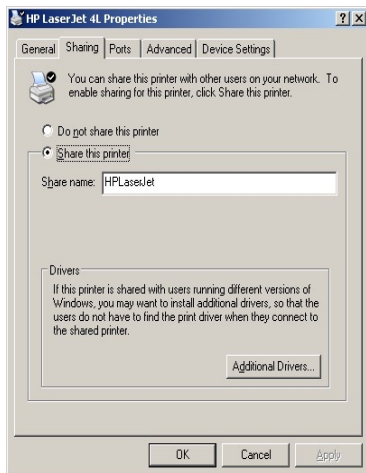 HP LaserJet 4L Properties
General Sharing Ports Advanced Device Settings
You can share this printer with other users on your network. To
enable sharing for this printer, click Share this printer.
Do not share this printer
Share this printer
Share name: HPLaserJet
Drivers
If this printer is shared with users running different versions of
Windows, you may want to install additional drivers, so that the
users do not have to find the print driver when they connect to
the shared printer.
Additional Drivers...
OK Cancel Apply